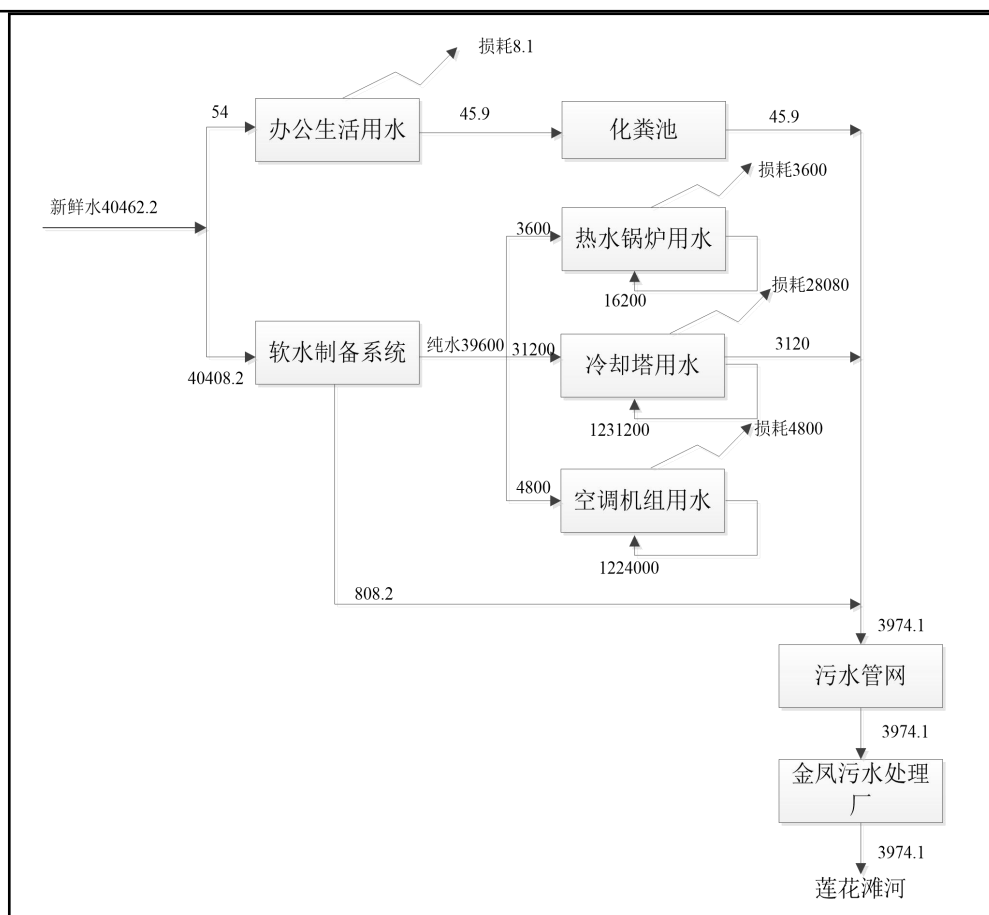 损耗8.1
54
办公生活用水
45.9
化粪池
45.9
新鲜水40462.2
损耗3600
3600
热水锅炉用水
16200
损耗28080
软水制备系统
纯水39600
31200
冷却塔用水
3120
40408.2
1231200
损耗4800
4800
空调机组用水
1224000
808.2
3974.1
污水管网
3974.1
金凤污水处理
厂
3974.1
莲花滩河